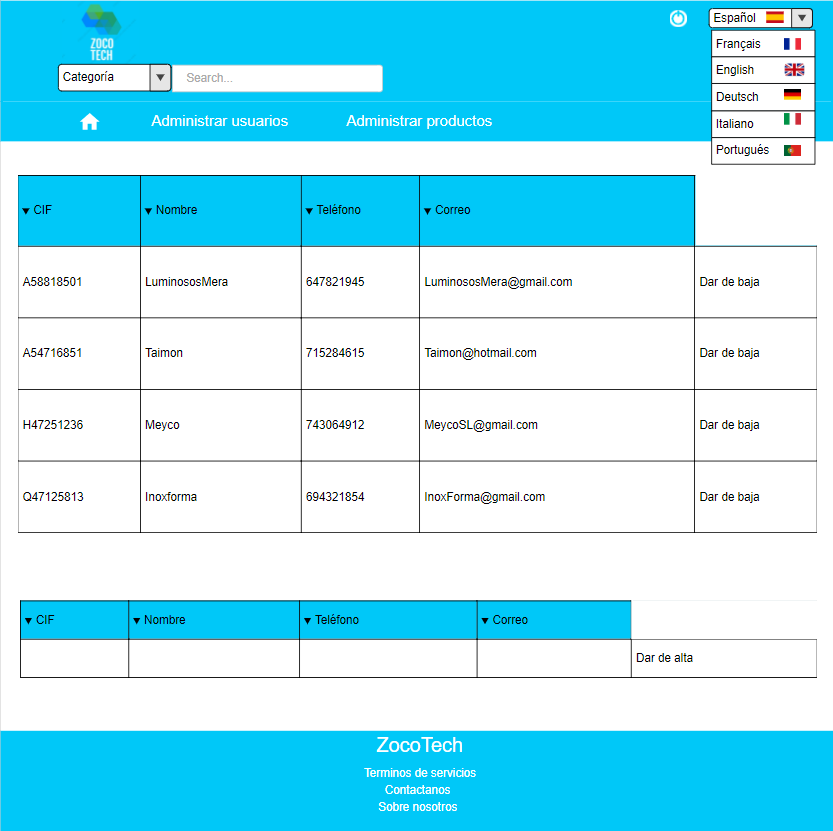 ZOCO
TECH
Español
Français
English
Deutsch
Italiano
Portugués
Categoría
Search...
Administrar usuarios
Administrar productos
CIF Nombre Teléfono Correo
A58818501 LuminososMera 647821945 LuminososMera@gmail.com Dar de baja
A54716851 Taimon 715284615 Taimon@hotmail.com Dar de baja
H47251236 Meyco 743064912 MeycoSL@gmail.com Dar de baja
Q47125813 Inoxforma 694321854 InoxForma@gmail.com Dar de baja
CIF Nombre Teléfono Correo
Dar de alta
ZocoTech
Terminos de servicios
Contactanos
Sobre nosotros